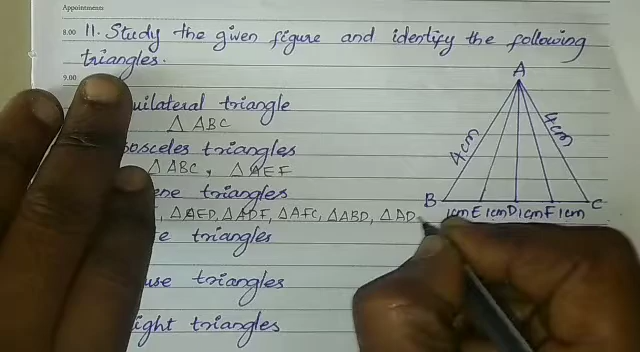 Appointments
8.00 11. Study the given figure and identify the following
triangles.
9.00
uilateral triangle
△ ABC
osceles triangles
△ ABC, △ AEF
ene triangles
, △AED, △ADF, △AFC, △ABD, △AD
e triangles
use triangles
ight triangles
A
4cm
4cm
B
C
1cm E 1cm D 1cm F 1cm